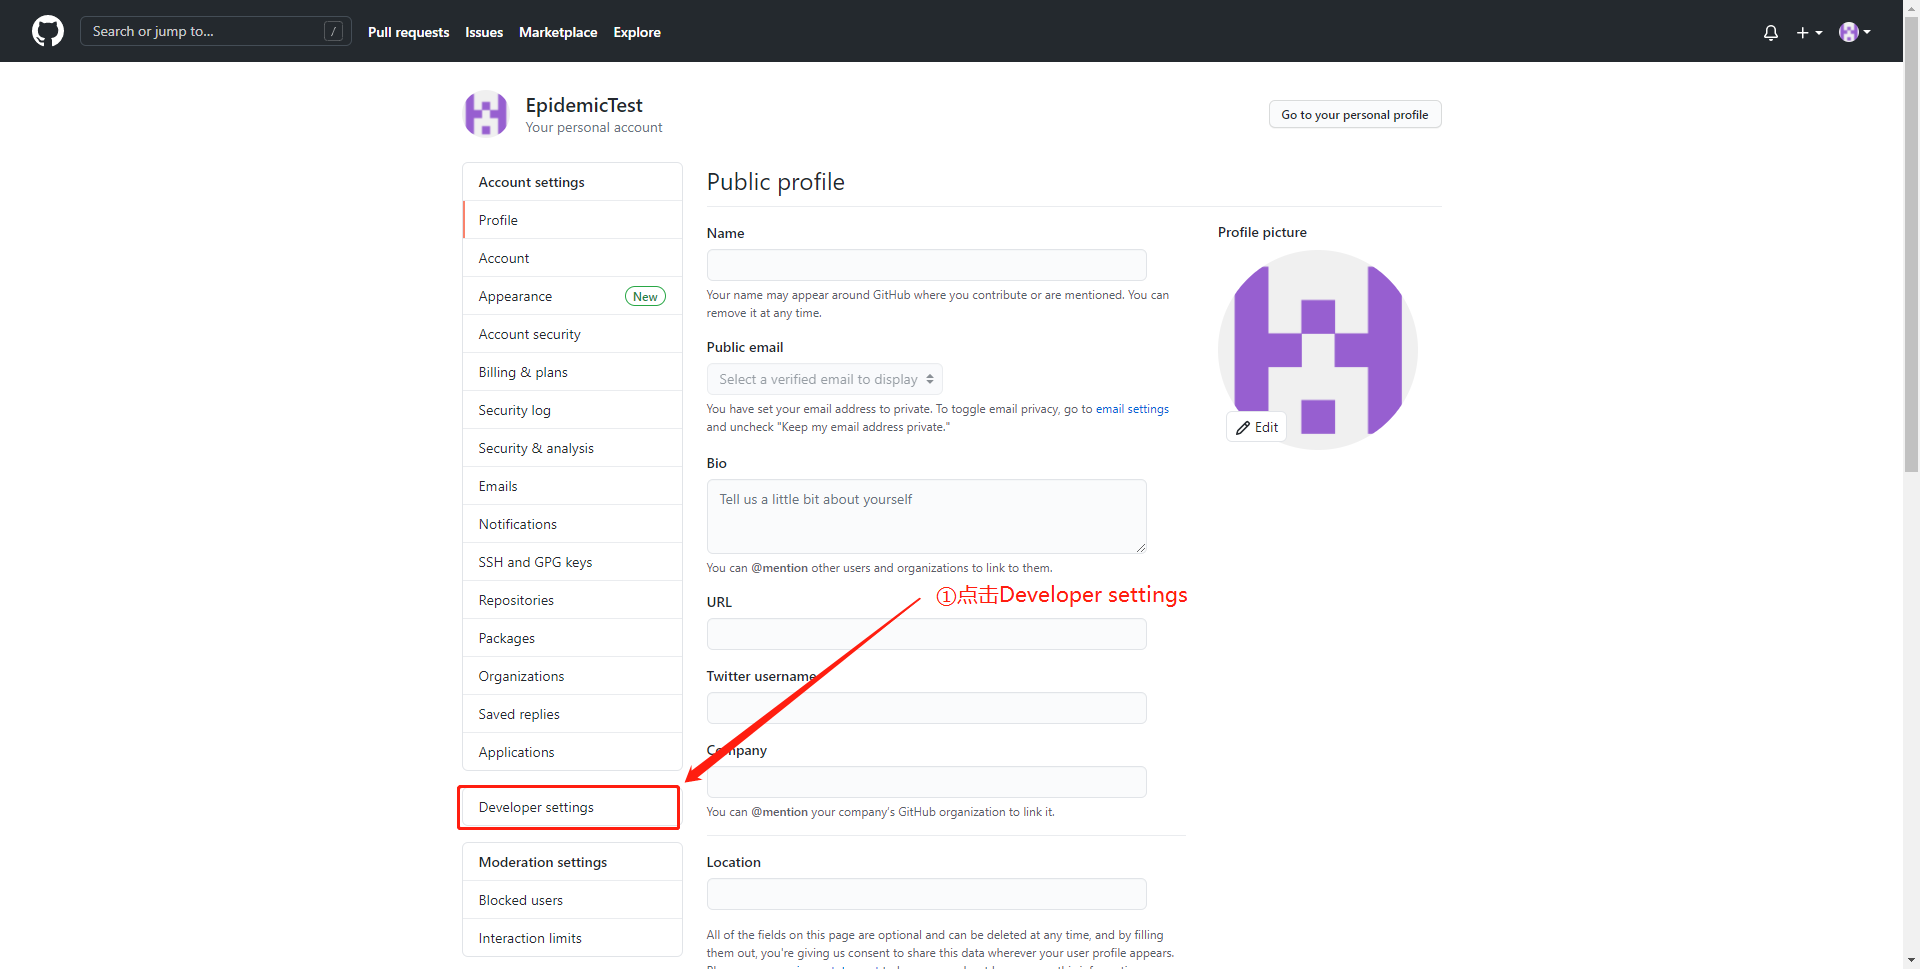 Search or jump to... /
Pull requests Issues Marketplace Explore
EpidemicTest
Your personal account
Go to your personal profile
Account settings
Profile
Account
Appearance New
Account security
Billing & plans
Security log
Security & analysis
Emails
Notifications
SSH and GPG keys
Repositories
Packages
Organizations
Saved replies
Applications
Developer settings
Moderation settings
Blocked users
Interaction limits
Public profile
Name
Your name may appear around GitHub where you contribute or are mentioned. You can
remove it at any time.
Public email
Select a verified email to display
You have set your email address to private. To toggle email privacy, go to email settings
and uncheck "Keep my email address private."
Bio
Tell us a little bit about yourself
You can @mention other users and organizations to link to them.
①点击Developer settings
URL
Twitter username
Company
You can @mention your company's GitHub organization to link it.
Location
All of the fields on this page are optional and can be deleted at any time, and by filling
them out, you're giving us consent to share this data wherever your user profile appears.
Profile picture
Edit